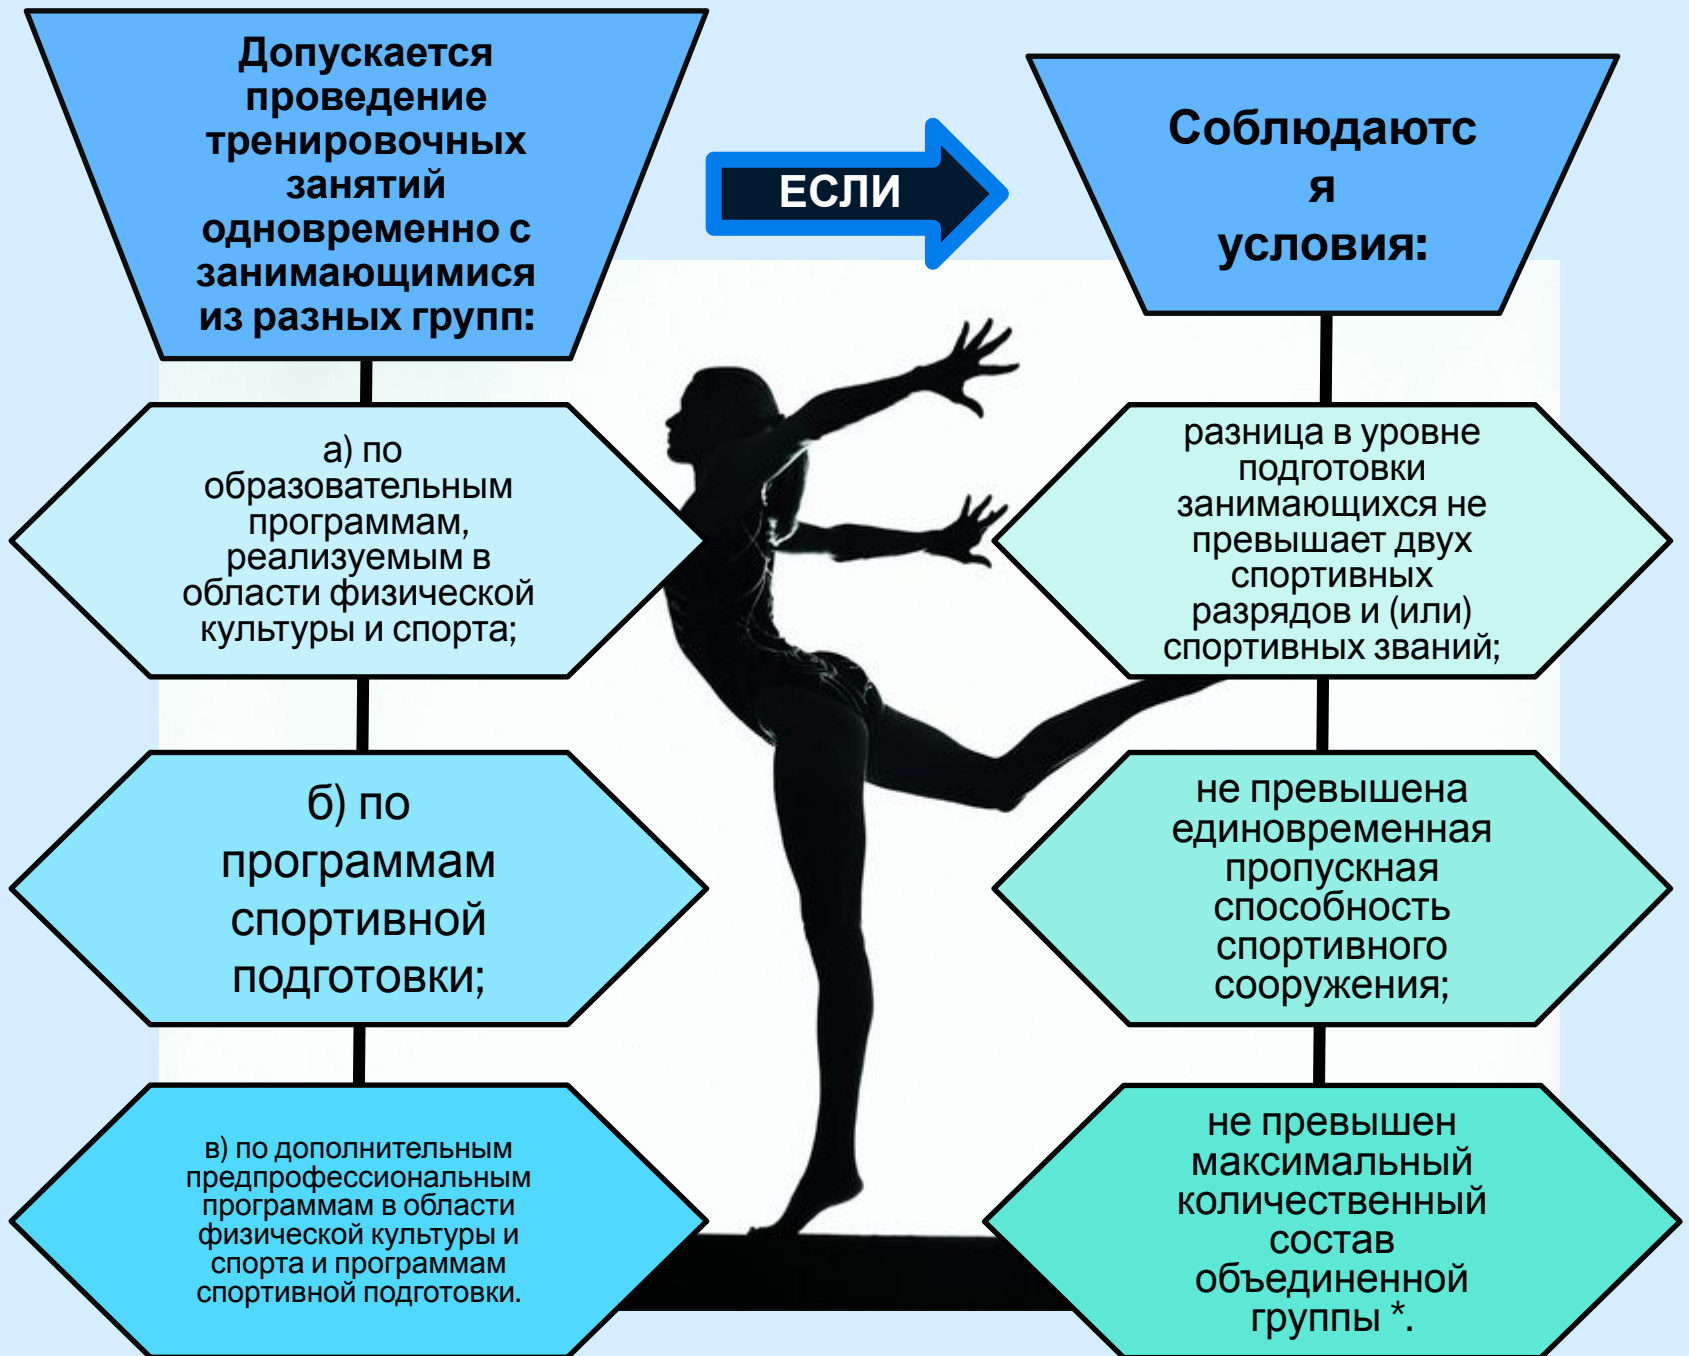 Допускается
проведение
тренировочных
занятий
одновременно с
занимающимися
из разных групп:
ЕСЛИ
Соблюдаютс
я
условия:
а) по
образовательным
программам,
реализуемым в
области физической
культуры и спорта;
б) по
программам
спортивной
подготовки;
в) по дополнительным
предпрофессиональным
программам в области
физической культуры и
спорта и программам
спортивной подготовки.
разница в уровне
подготовки
занимающихся не
превышает двух
спортивных
разрядов и (или)
спортивных званий;
не превышена
единовременная
пропускная
способность
спортивного
сооружения;
не превышен
максимальный
количественный
состав
объединенной
группы *.